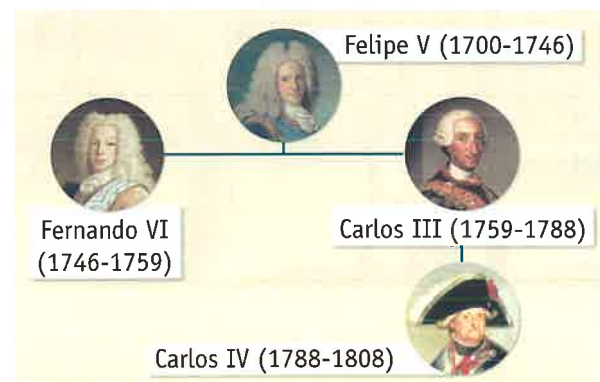 Felipe V (1700-1746)
Fernando VI
(1746-1759)
Carlos III (1759-1788)
Carlos IV (1788-1808)